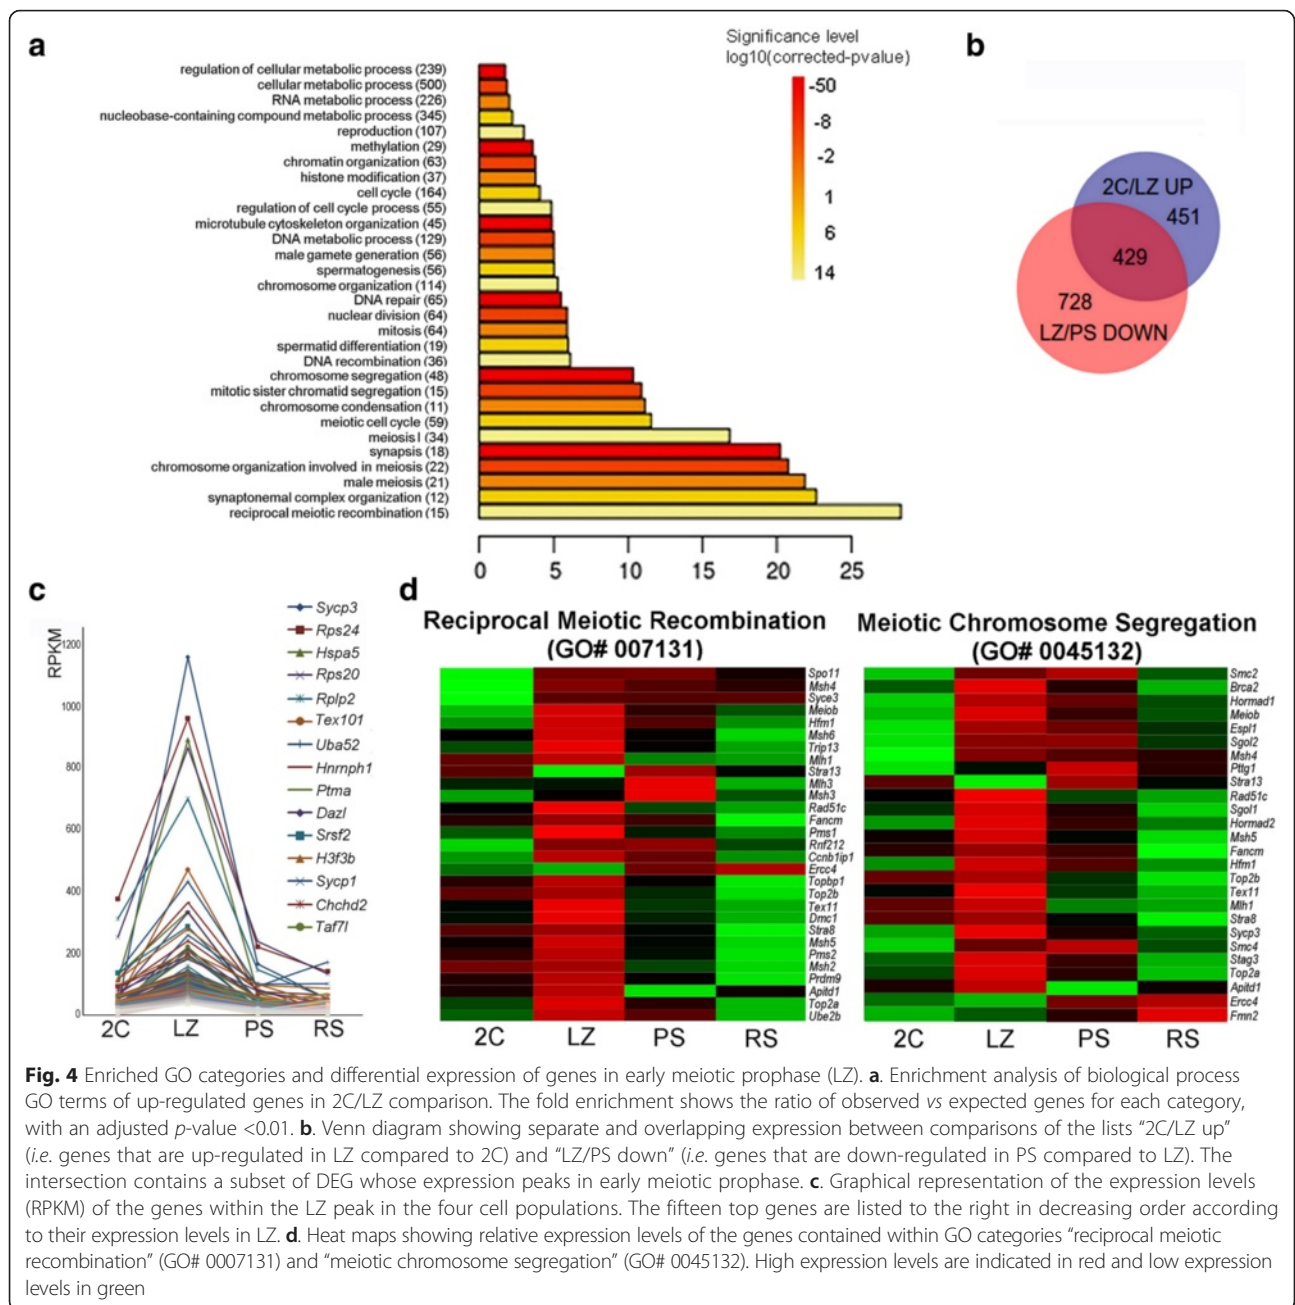 a
Significance level
log10(corrected-pvalue)
-50
-8
-2
1
6
14
regulation of cellular metabolic process (239)
cellular metabolic process (500)
RNA metabolic process (226)
nucleobase-containing compound metabolic process (345)
reproduction (107)
methylation (29)
chromatin organization (63)
histone modification (37)
cell cycle (164)
regulation of cell cycle process (55)
microtubule cytoskeleton organization (45)
DNA metabolic process (129)
male gamete generation (56)
spermatogenesis (56)
chromosome organization (114)
DNA repair (65)
nuclear division (64)
mitosis (64)
spermatid differentiation (19)
DNA recombination (36)
chromosome segregation (48)
mitotic sister chromatid segregation (15)
chromosome condensation (11)
meiotic cell cycle (59)
meiosis I (34)
synapsis (18)
chromosome organization involved in meiosis (22)
male meiosis (21)
synaptonemal complex organization (12)
reciprocal meiotic recombination (15)
0 5 10 15 20 25
b
2C/LZ UP
451
429
728
LZ/PS DOWN
c
RPKM
1200
1000
800
600
400
200
0
2C LZ PS RS
Sycp3
Rps24
Hspa5
Rps20
Rplp2
Tex101
Uba52
Hnrnph1
Ptma
Dazl
Srsf2
H3f3b
Sycp1
Chchd2
Taf7l
d
Reciprocal Meiotic Recombination
(GO# 007131)
Spo11
Msh4
Syce3
Meiob
Hfm1
Msh6
Trip13
Mlh1
Stra13
Mlh3
Msh3
Rad51c
Fancm
Pms1
Rnf212
Ccnb1ip1
Ercc4
Topbp1
Top2b
Tex11
Dmc1
Stra8
Msh5
Pms2
Msh2
Prdm9
Apitd1
Top2a
Ube2b
2C LZ PS RS
Meiotic Chromosome Segregation
(GO# 0045132)
Smc2
Brca2
Hormad1
Meiob
Espl1
Sgol2
Msh4
Pttg1
Stra13
Rad51c
Sgol1
Hormad2
Msh5
Fancm
Hfm1
Top2b
Tex11
Mlh1
Stra8
Sycp3
Smc4
Stag3
Top2a
Apitd1
Ercc4
Fmn2
2C LZ PS RS
Fig. 4 Enriched GO categories and differential expression of genes in early meiotic prophase (LZ). a. Enrichment analysis of biological process
GO terms of up-regulated genes in 2C/LZ comparison. The fold enrichment shows the ratio of observed vs expected genes for each category,
with an adjusted p-value <0.01. b. Venn diagram showing separate and overlapping expression between comparisons of the lists “2C/LZ up”
(i.e. genes that are up-regulated in LZ compared to 2C) and “LZ/PS down” (i.e. genes that are down-regulated in PS compared to LZ). The
intersection contains a subset of DEG whose expression peaks in early meiotic prophase. c. Graphical representation of the expression levels
(RPKM) of the genes within the LZ peak in the four cell populations. The fifteen top genes are listed to the right in decreasing order according
to their expression levels in LZ. d. Heat maps showing relative expression levels of the genes contained within GO categories “reciprocal meiotic
recombination” (GO# 0007131) and “meiotic chromosome segregation” (GO# 0045132). High expression levels are indicated in red and low expression
levels in green